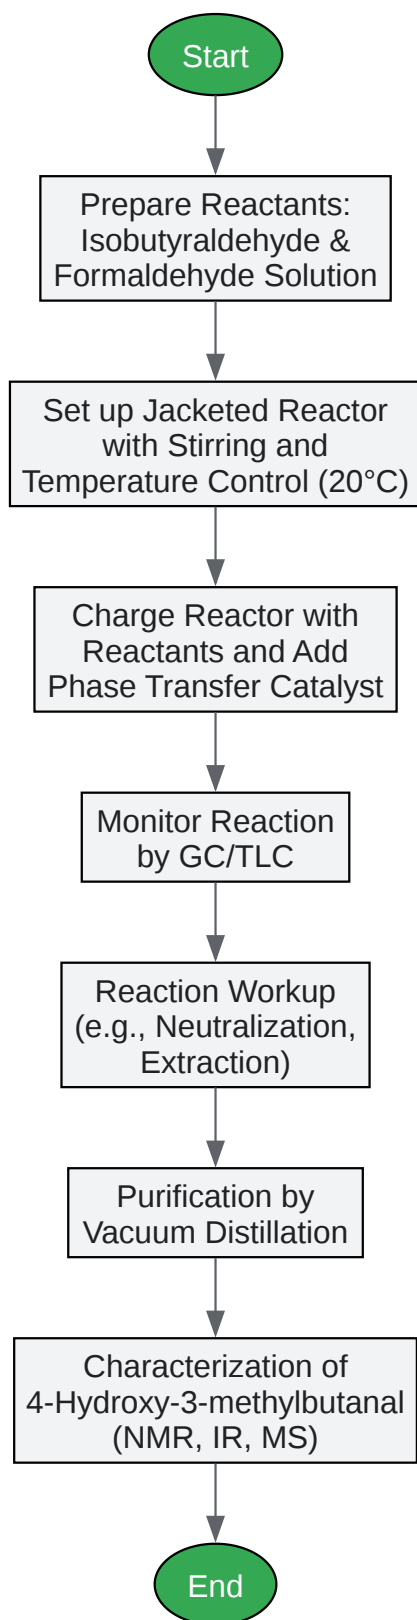 Start
Prepare Reactants:
Isobutyraldehyde &
Formaldehyde Solution
Set up Jacketed Reactor
with Stirring and
Temperature Control (20°C)
Charge Reactor with
Reactants and Add
Phase Transfer Catalyst
Monitor Reaction
by GC/TLC
Reaction Workup
(e.g., Neutralization,
Extraction)
Purification by
Vacuum Distillation
Characterization of
4-Hydroxy-3-methylbutanal
(NMR, IR, MS)
End